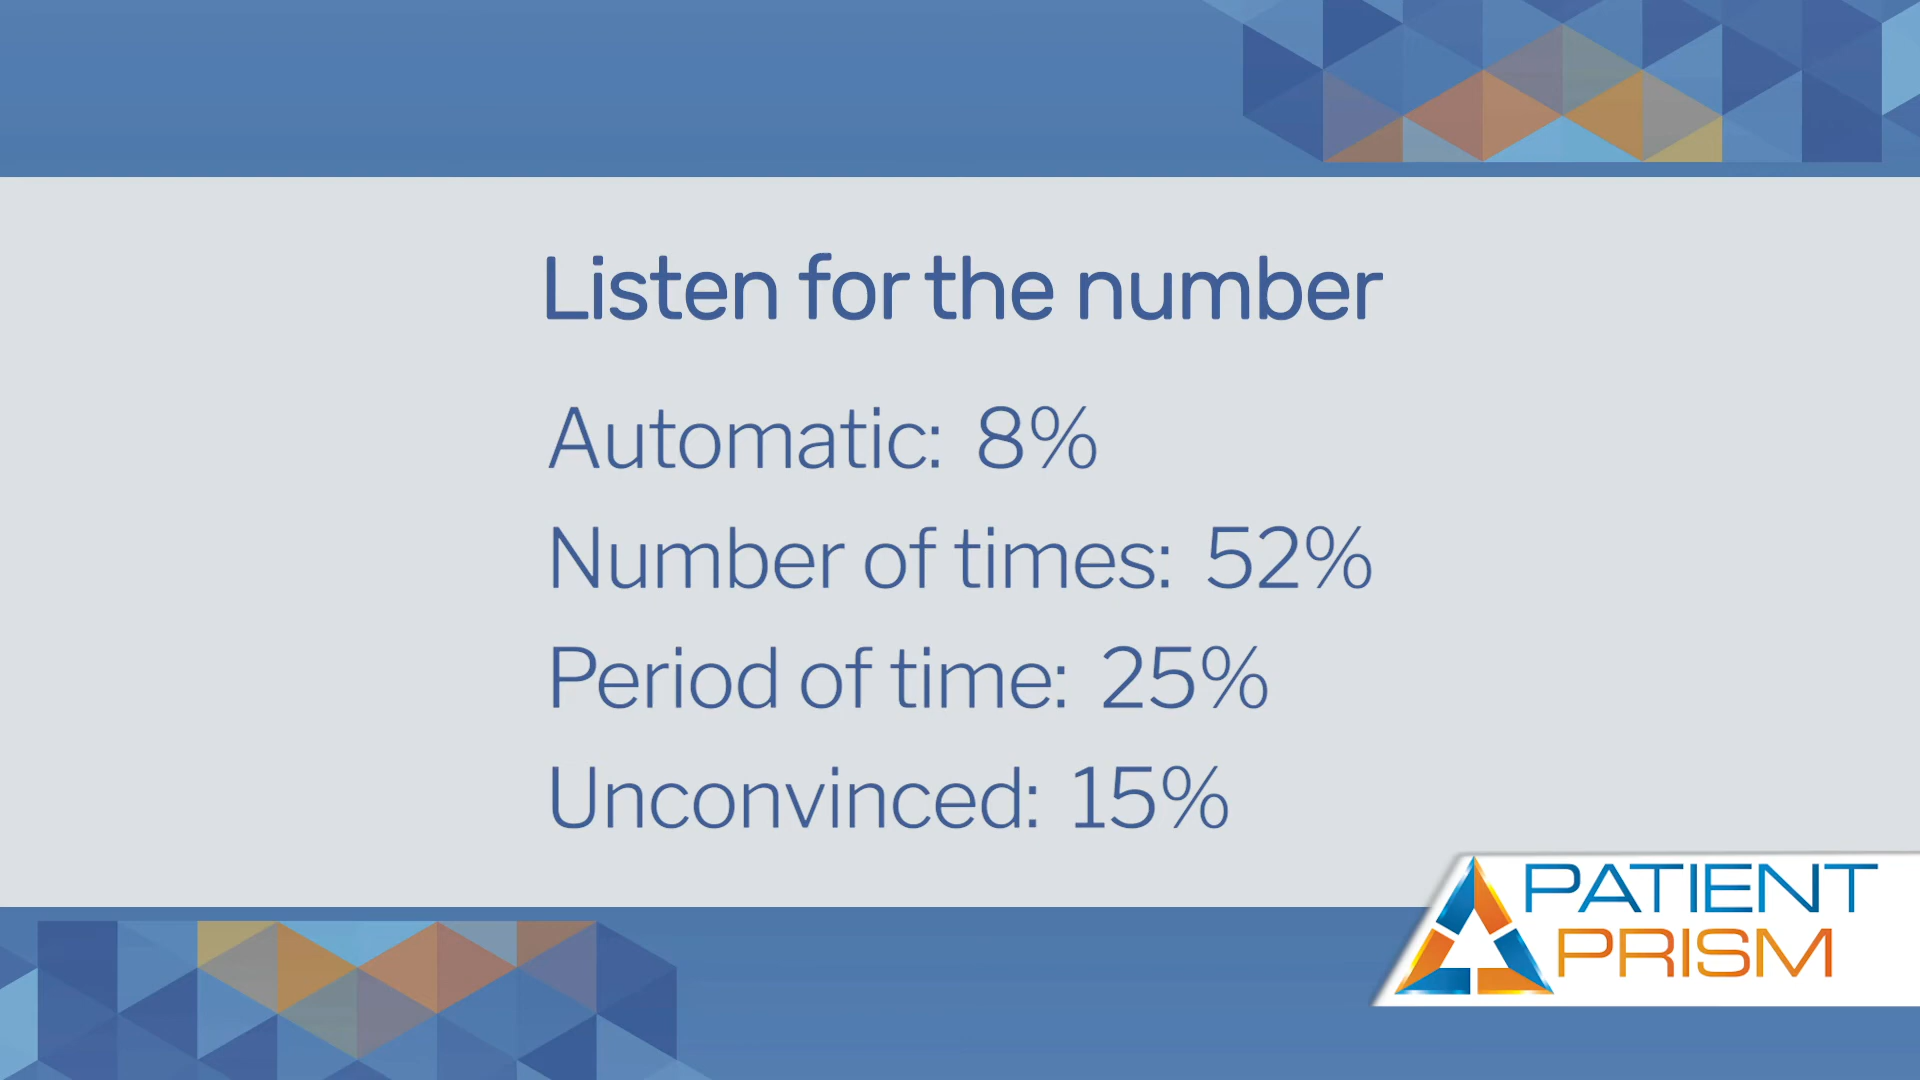 Listen for the number
Automatic: 8%
Number of times: 52%
Period of time: 25%
Unconvinced: 15%
PATIENT
PRISM